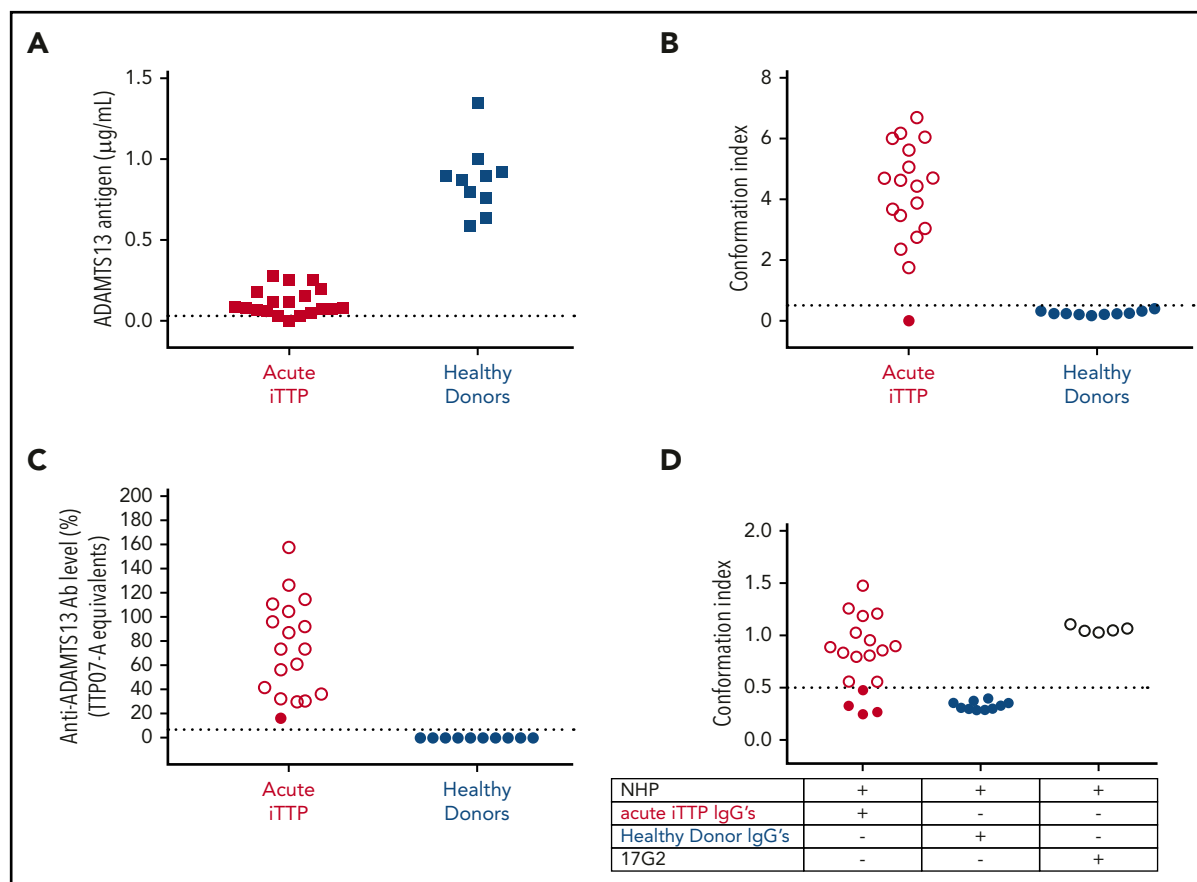 A
ADAMTS13 antigen (μg/mL)
1.5
1.0
0.5
0.0
Acute
iTTP
Healthy
Donors
B
Conformation index
8
6
4
2
0
Acute
iTTP
Healthy
Donors
C
Anti-ADAMTS13 Ab level (%)
(TTP07-A equivalents)
200
180
160
140
120
100
80
60
40
20
0
Acute
iTTP
Healthy
Donors
D
Conformation index
2.0
1.5
1.0
0.5
0.0
NHP + + +
acute iTTP IgG's + - -
Healthy Donor IgG's - + -
17G2 - - +